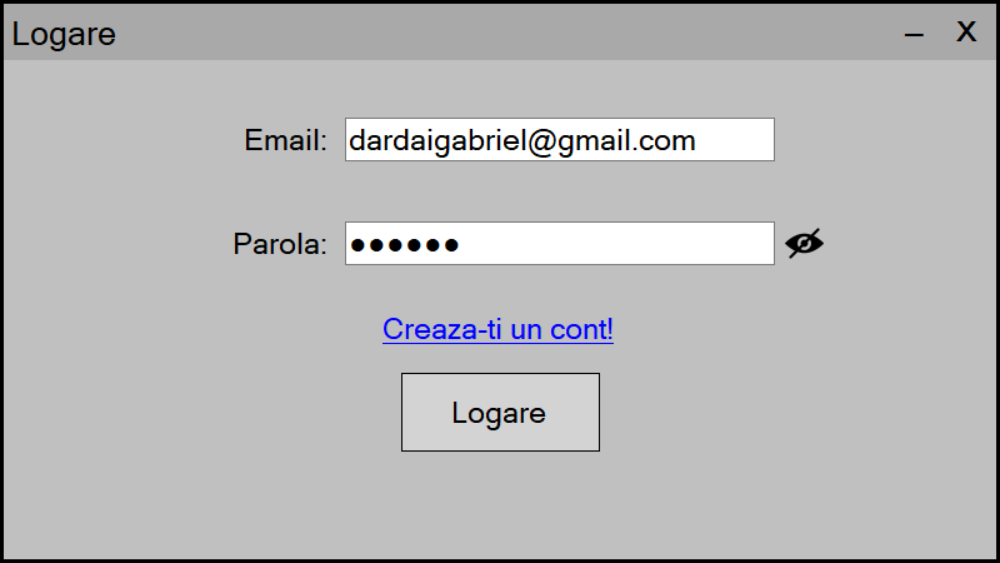 Logare
– X
Email: dardaigabriel@gmail.com
Parola: ●●●●●●
Creaza-ti un cont!
Logare